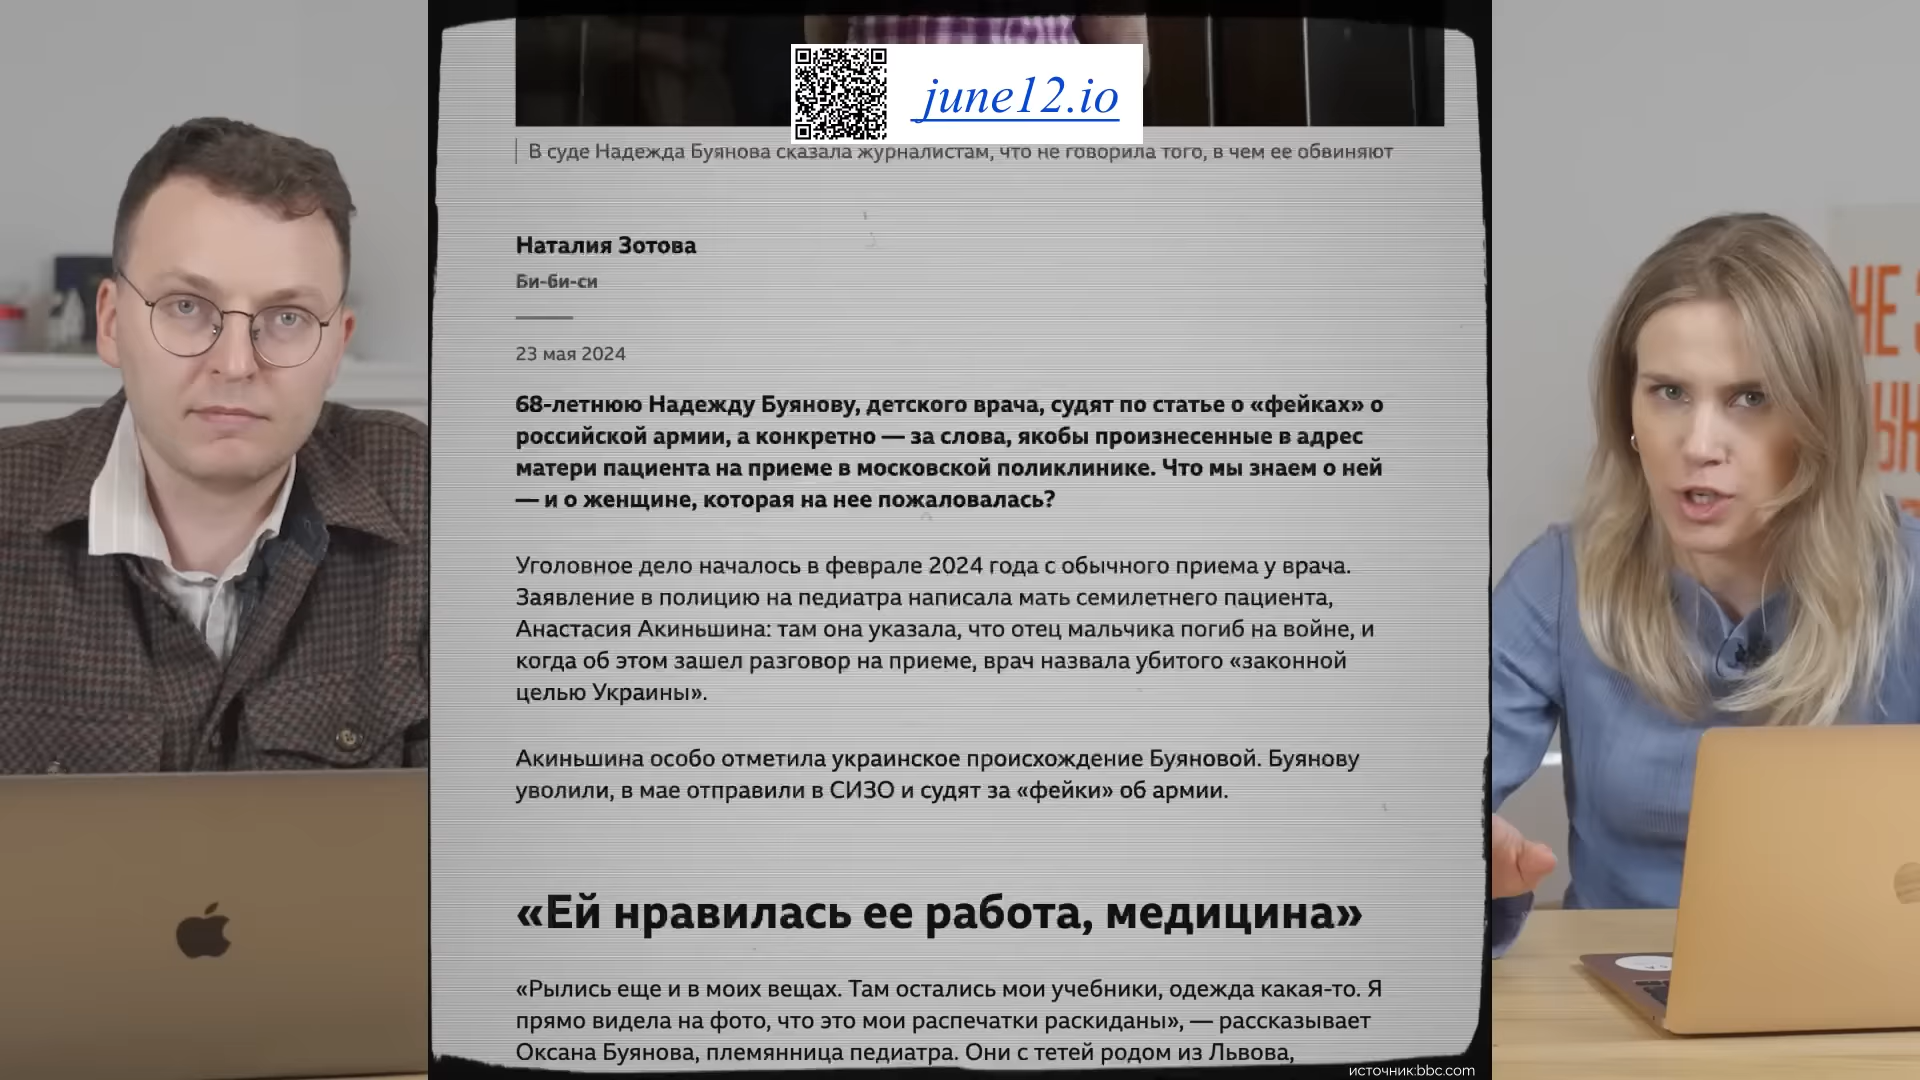 june12.io
В суде Надежда Буянова сказала журналистам, что не говорила того, в чем ее обвиняют
Наталия Зотова
Би-би-си
23 мая 2024
68-летнюю Надежду Буянову, детского врача, судят по статье о «фейках» о
российской армии, а конкретно — за слова, якобы произнесенные в адрес
матери пациента на приеме в московской поликлинике. Что мы знаем о ней
— и о женщине, которая на нее пожаловалась?
Уголовное дело началось в феврале 2024 года с обычного приема у врача.
Заявление в полицию на педиатра написала мать семилетнего пациента,
Анастасия Акиньшина: там она указала, что отец мальчика погиб на войне, и
когда об этом зашел разговор на приеме, врач назвала убитого «законной
целью Украины».
Акиньшина особо отметила украинское происхождение Буяновой. Буянову
уволили, в мае отправили в СИЗО и судят за «фейки» об армии.
«Ей нравилась ее работа, медицина»
«Рылись еще и в моих вещах. Там остались мои учебники, одежда какая-то. Я
прямо видела на фото, что это мои распечатки раскиданы», — рассказывает
Оксана Буянова, племянница педиатра. Они с тетей родом из Львова,
источник:bbc.com
НЕ